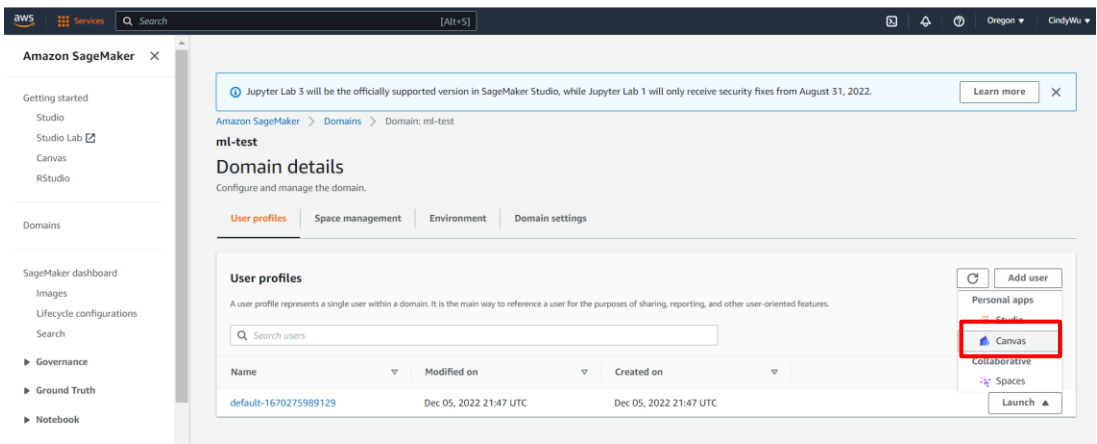 aws Services Search [Alt+S] Oregon CindyWu
Amazon SageMaker
Getting started
Studio
Studio Lab
Canvas
RStudio
Domains
SageMaker dashboard
Images
Lifecycle configurations
Search
Governance
Ground Truth
Notebook
Jupyter Lab 3 will be the officially supported version in SageMaker Studio, while Jupyter Lab 1 will only receive security fixes from August 31, 2022. Learn more
Amazon SageMaker > Domains > Domain: ml-test
ml-test
Domain details
Configure and manage the domain.
User profiles Space management Environment Domain settings
User profiles
Add user
A user profile represents a single user within a domain. It is the main way to reference a user for the purposes of sharing, reporting, and other user-oriented features.
Search users
Personal apps
Studio
Canvas
Collaborative
Spaces
Name Modified on Created on
default-1670275989129 Dec 05, 2022 21:47 UTC Dec 05, 2022 21:47 UTC Launch